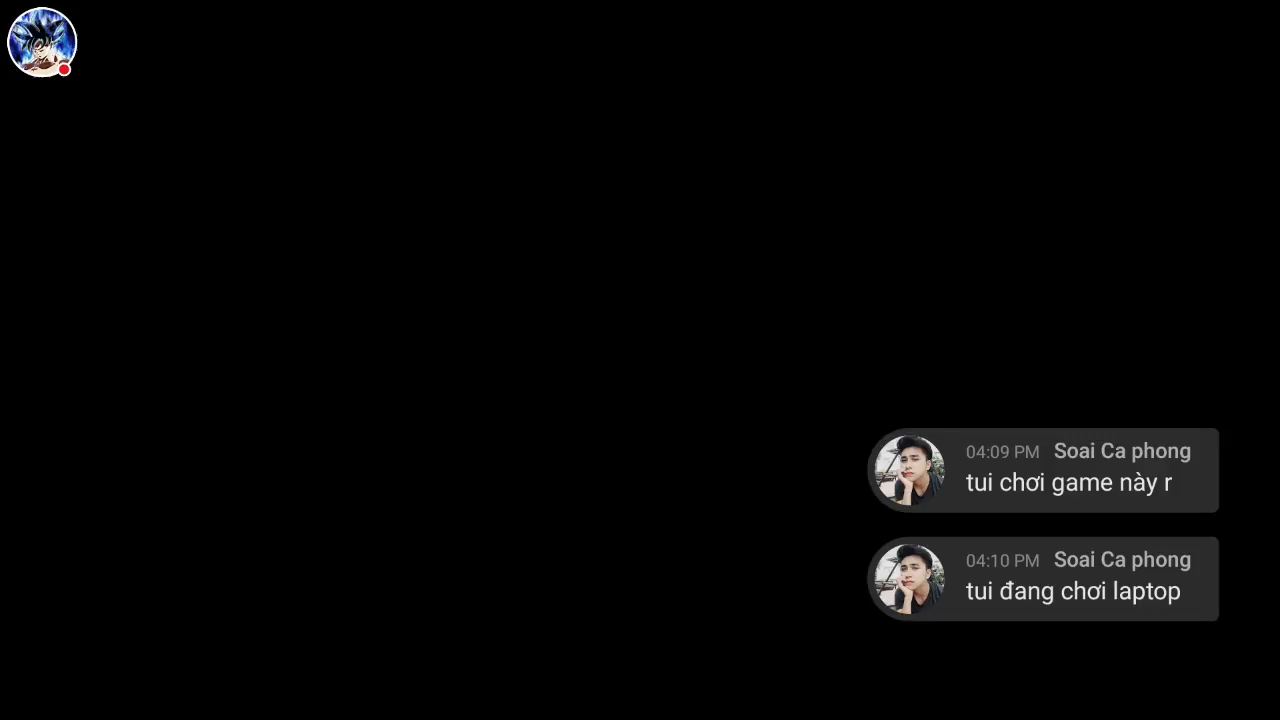 04:09 PM Soai Ca phong
tui chơi game này r
04:10 PM Soai Ca phong
tui đang chơi laptop